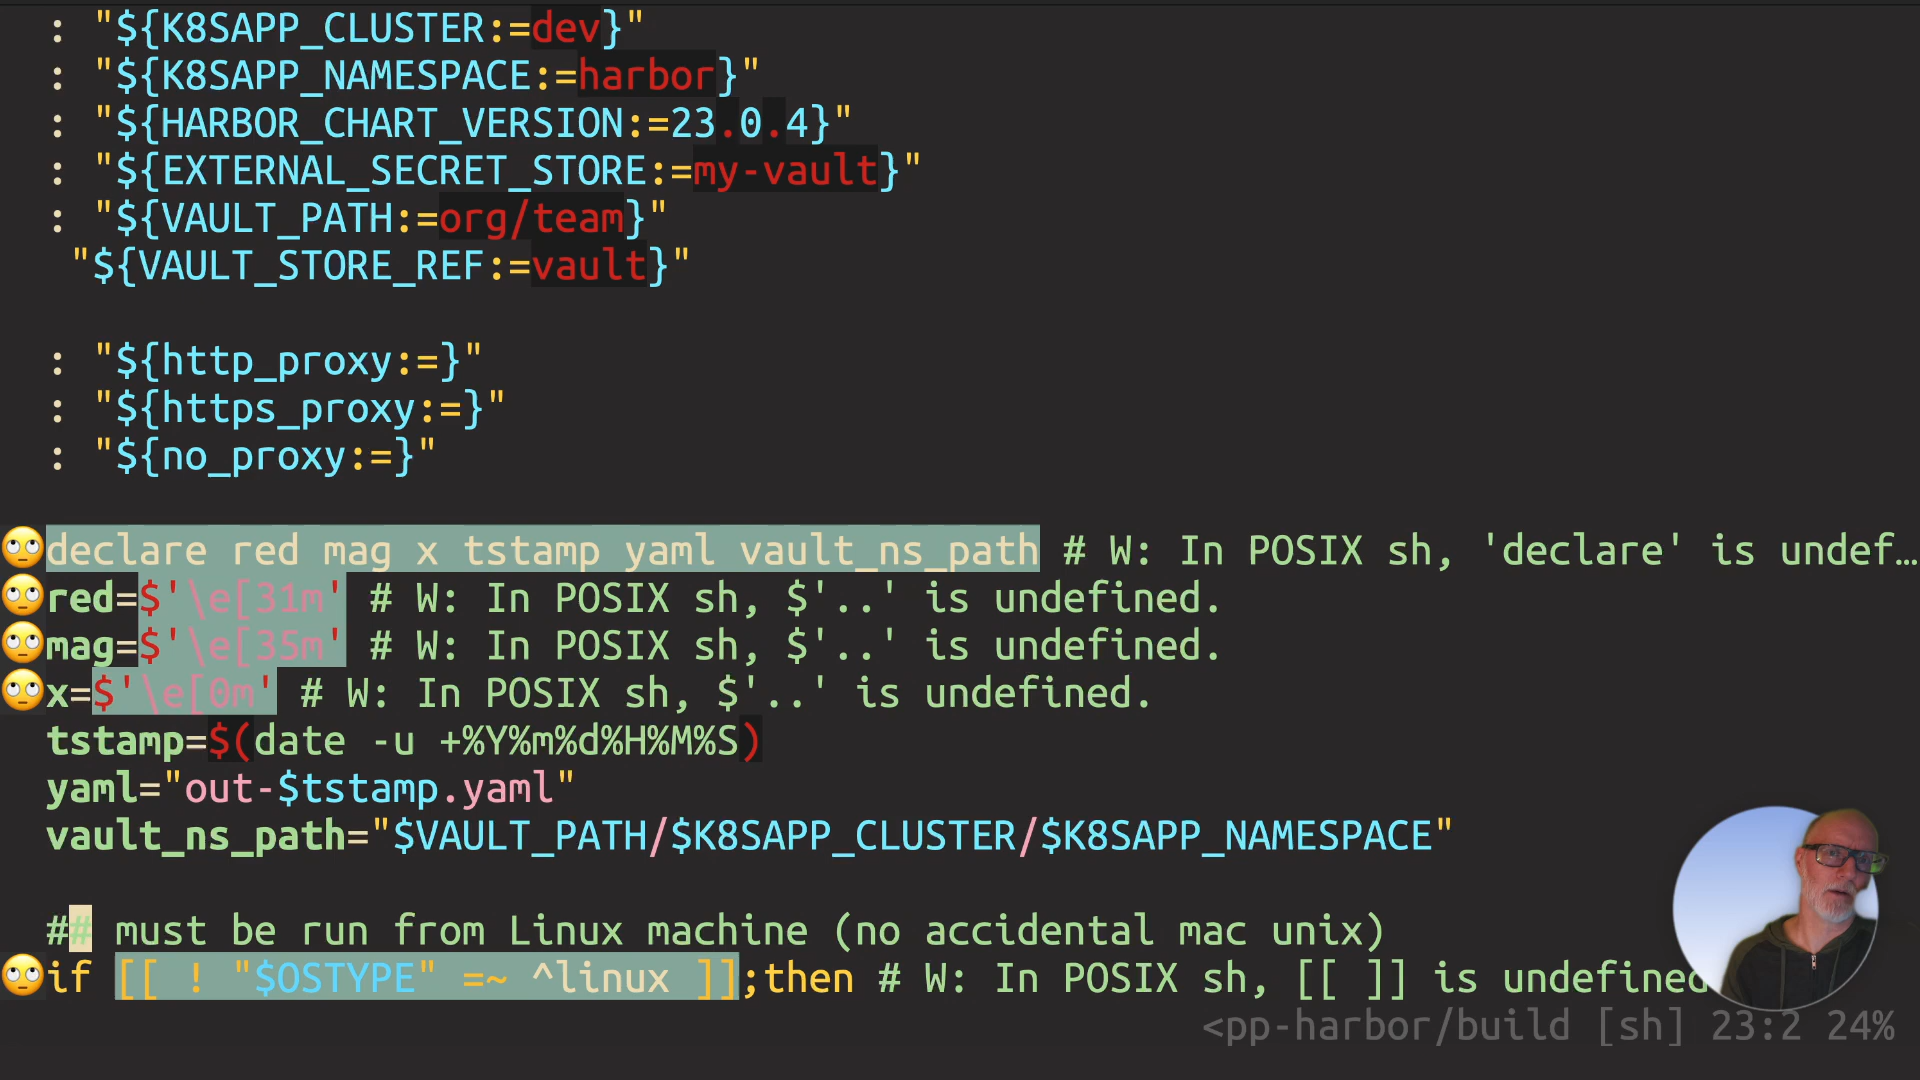 : "${K8SAPP_CLUSTER:=dev}"
: "${K8SAPP_NAMESPACE:=harbor}"
: "${HARBOR_CHART_VERSION:=23.0.4}"
: "${EXTERNAL_SECRET_STORE:=my-vault}"
: "${VAULT_PATH:=org/team}"
"${VAULT_STORE_REF:=vault}"
: "${http_proxy:=}"
: "${https_proxy:=}"
: "${no_proxy:=}"
declare red mag x tstamp yaml vault_ns_path # W: In POSIX sh, 'declare' is undef…
red=$'\e[31m' # W: In POSIX sh, $'..' is undefined.
mag=$'\e[35m' # W: In POSIX sh, $'..' is undefined.
x=$'\e[0m' # W: In POSIX sh, $'..' is undefined.
tstamp=$(date -u +%Y%m%d%H%M%S)
yaml="out-$tstamp.yaml"
vault_ns_path="$VAULT_PATH/$K8SAPP_CLUSTER/$K8SAPP_NAMESPACE"
## must be run from Linux machine (no accidental mac unix)
if [[ ! "$OSTYPE" =~ ^linux ]];then # W: In POSIX sh, [[ ]] is undefined
<pp-harbor/build [sh] 23:2 24%